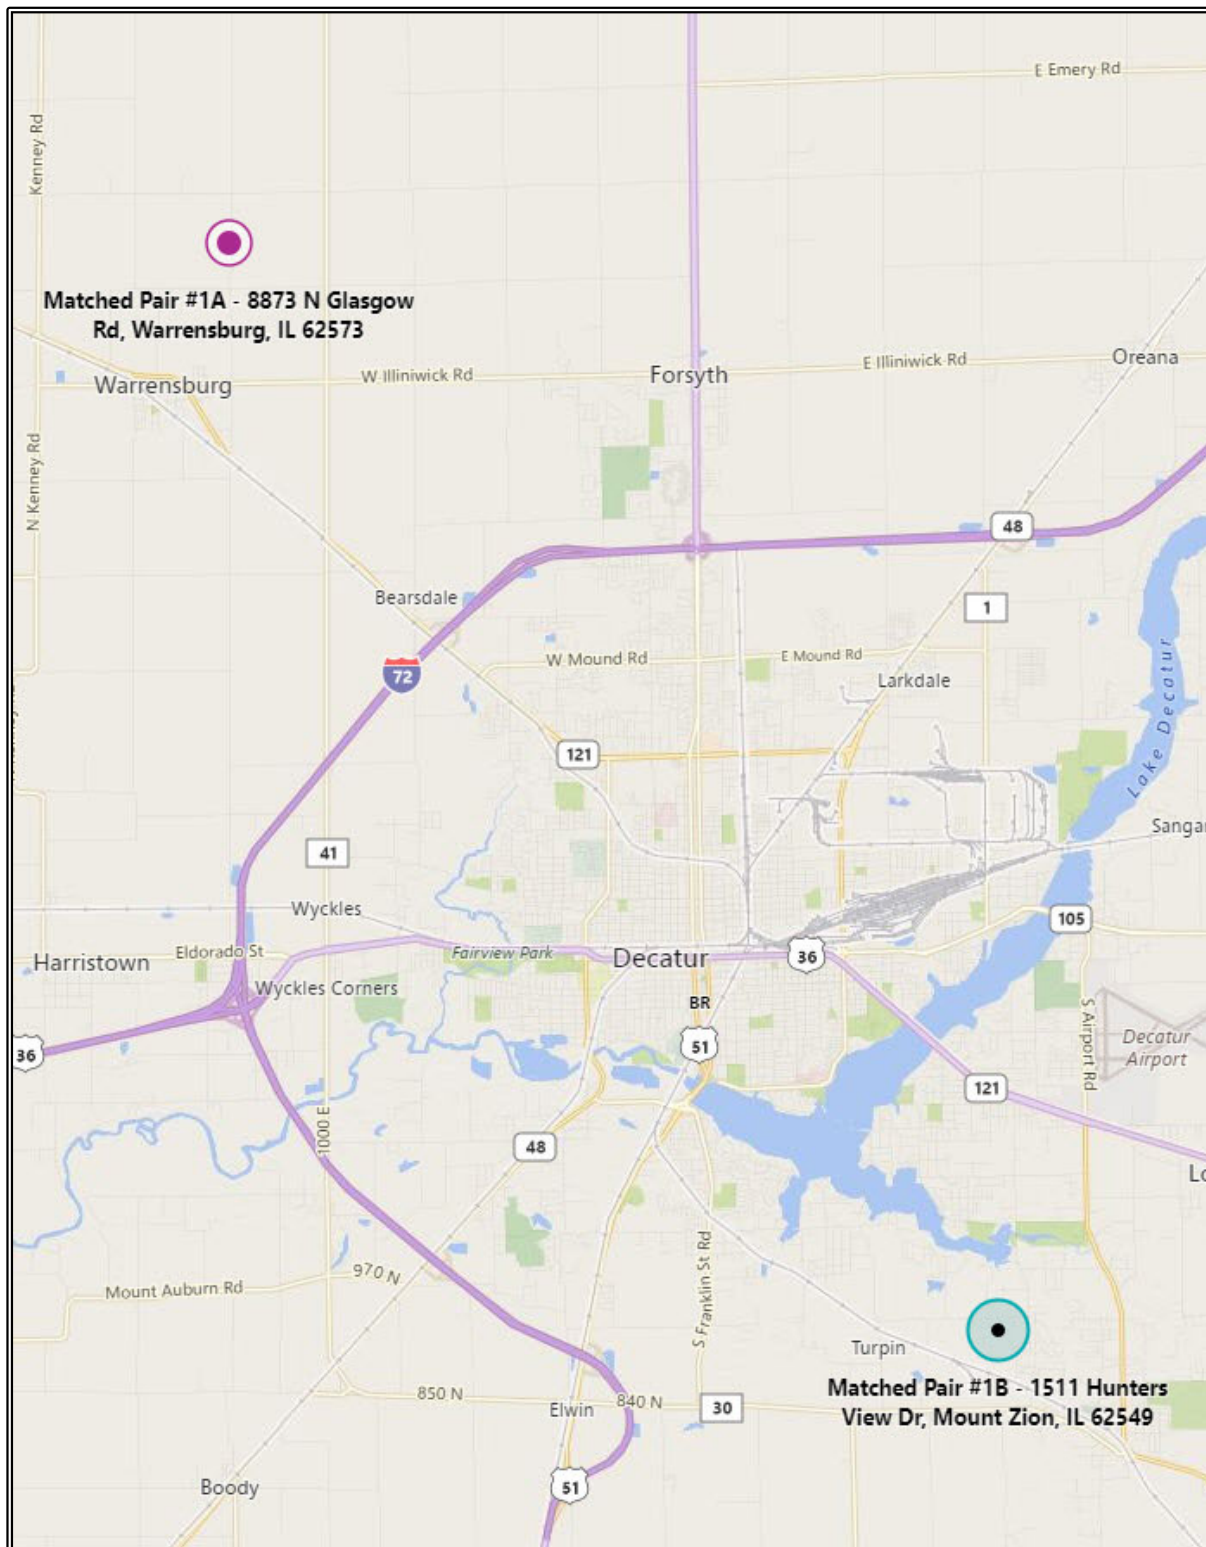 E Emery Rd
Kenney Rd
Matched Pair #1A - 8873 N Glasgow
Rd, Warrensburg, IL 62573
E Illiniwick Rd
Oreana
W Illiniwick Rd
Forsyth
Warrensburg
N Kenney Rd
48
Bearsdale
1
W Mound Rd
E Mound Rd
72
Larkdale
Lake Decatur
121
41
Wyckles
105
Harristown
Eldorado St
Fairview Park
Decatur
36
Wyckles Corners
BR
51
S Airport Rd
Decatur
Airport
36
121
1000 E
48
S Franklin St Rd
970 N
Mount Auburn Rd
Turpin
Matched Pair #1B - 1511 Hunters
View Dr, Mount Zion, IL 62549
850 N
840 N
30
Elwin
51
Boody